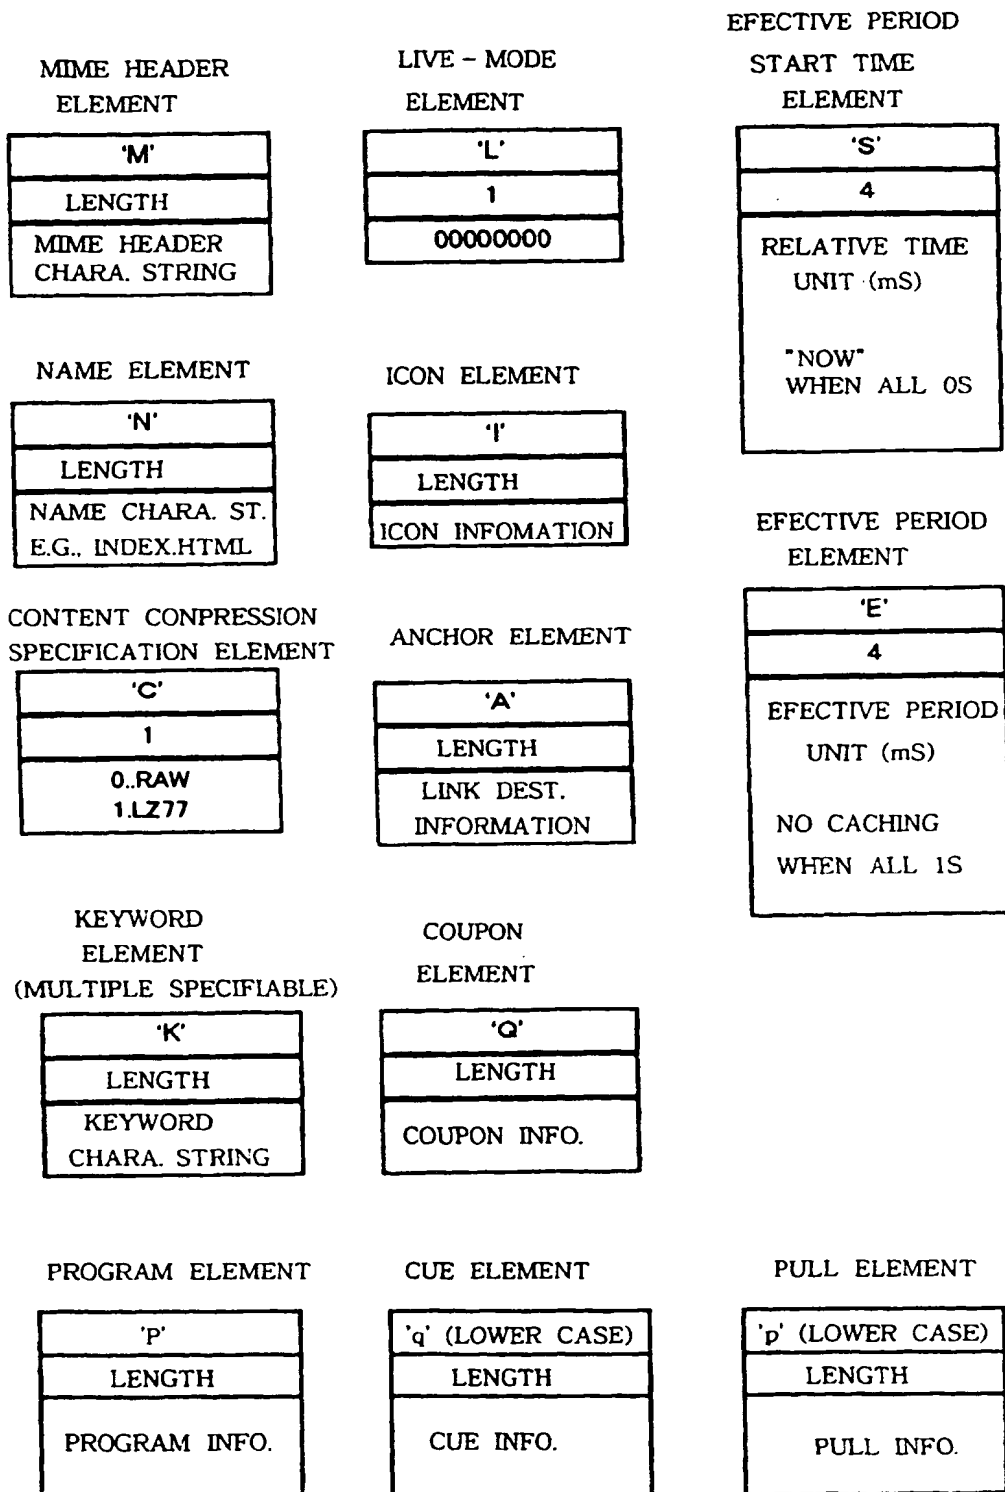 MIME HEADER
ELEMENT
'M'
LENGTH
MIME HEADER
CHARA. STRING
LIVE - MODE
ELEMENT
'L'
1
00000000
EFECTIVE PERIOD
START TIME
ELEMENT
'S'
4
RELATIVE TIME
UNIT (mS)
"NOW"
WHEN ALL 0S
NAME ELEMENT
'N'
LENGTH
NAME CHARA. ST.
E.G., INDEX.HTML
ICON ELEMENT
'I'
LENGTH
ICON INFOMATION
EFECTIVE PERIOD
ELEMENT
'E'
4
EFECTIVE PERIOD
UNIT (mS)
NO CACHING
WHEN ALL 1S
CONTENT CONPRESSION
SPECIFICATION ELEMENT
'C'
1
0..RAW
1.LZ77
ANCHOR ELEMENT
'A'
LENGTH
LINK DEST.
INFORMATION
KEYWORD
ELEMENT
(MULTIPLE SPECIFIABLE)
'K'
LENGTH
KEYWORD
CHARA. STRING
COUPON
ELEMENT
'Q'
LENGTH
COUPON INFO.
PROGRAM ELEMENT
'P'
LENGTH
PROGRAM INFO.
CUE ELEMENT
'q' (LOWER CASE)
LENGTH
CUE INFO.
PULL ELEMENT
'p' (LOWER CASE)
LENGTH
PULL INFO.